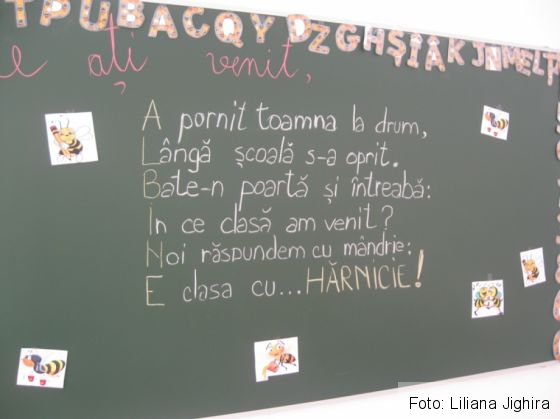 TPUBACQYDZGHȘÎÂKJNMELT
e ați venit,
A pornit toamna la drum,
Lângă școală s-a oprit.
Bate-n poartă și întreabă:
În ce clasă am venit?
Noi răspundem cu mândrie:
E clasa cu...HĂRNICIE!
Foto: Liliana Jighira